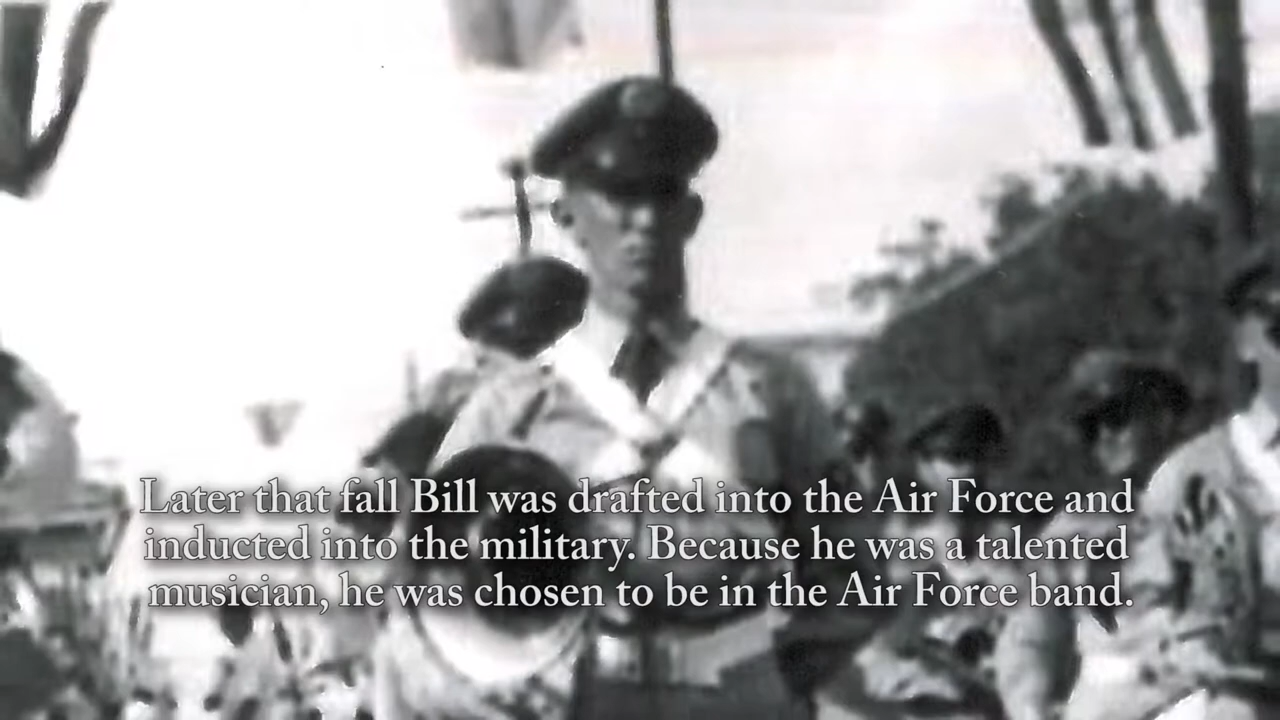 Later that fall Bill was drafted into the Air Force and
inducted into the military. Because he was a talented
musician, he was chosen to be in the Air Force band.